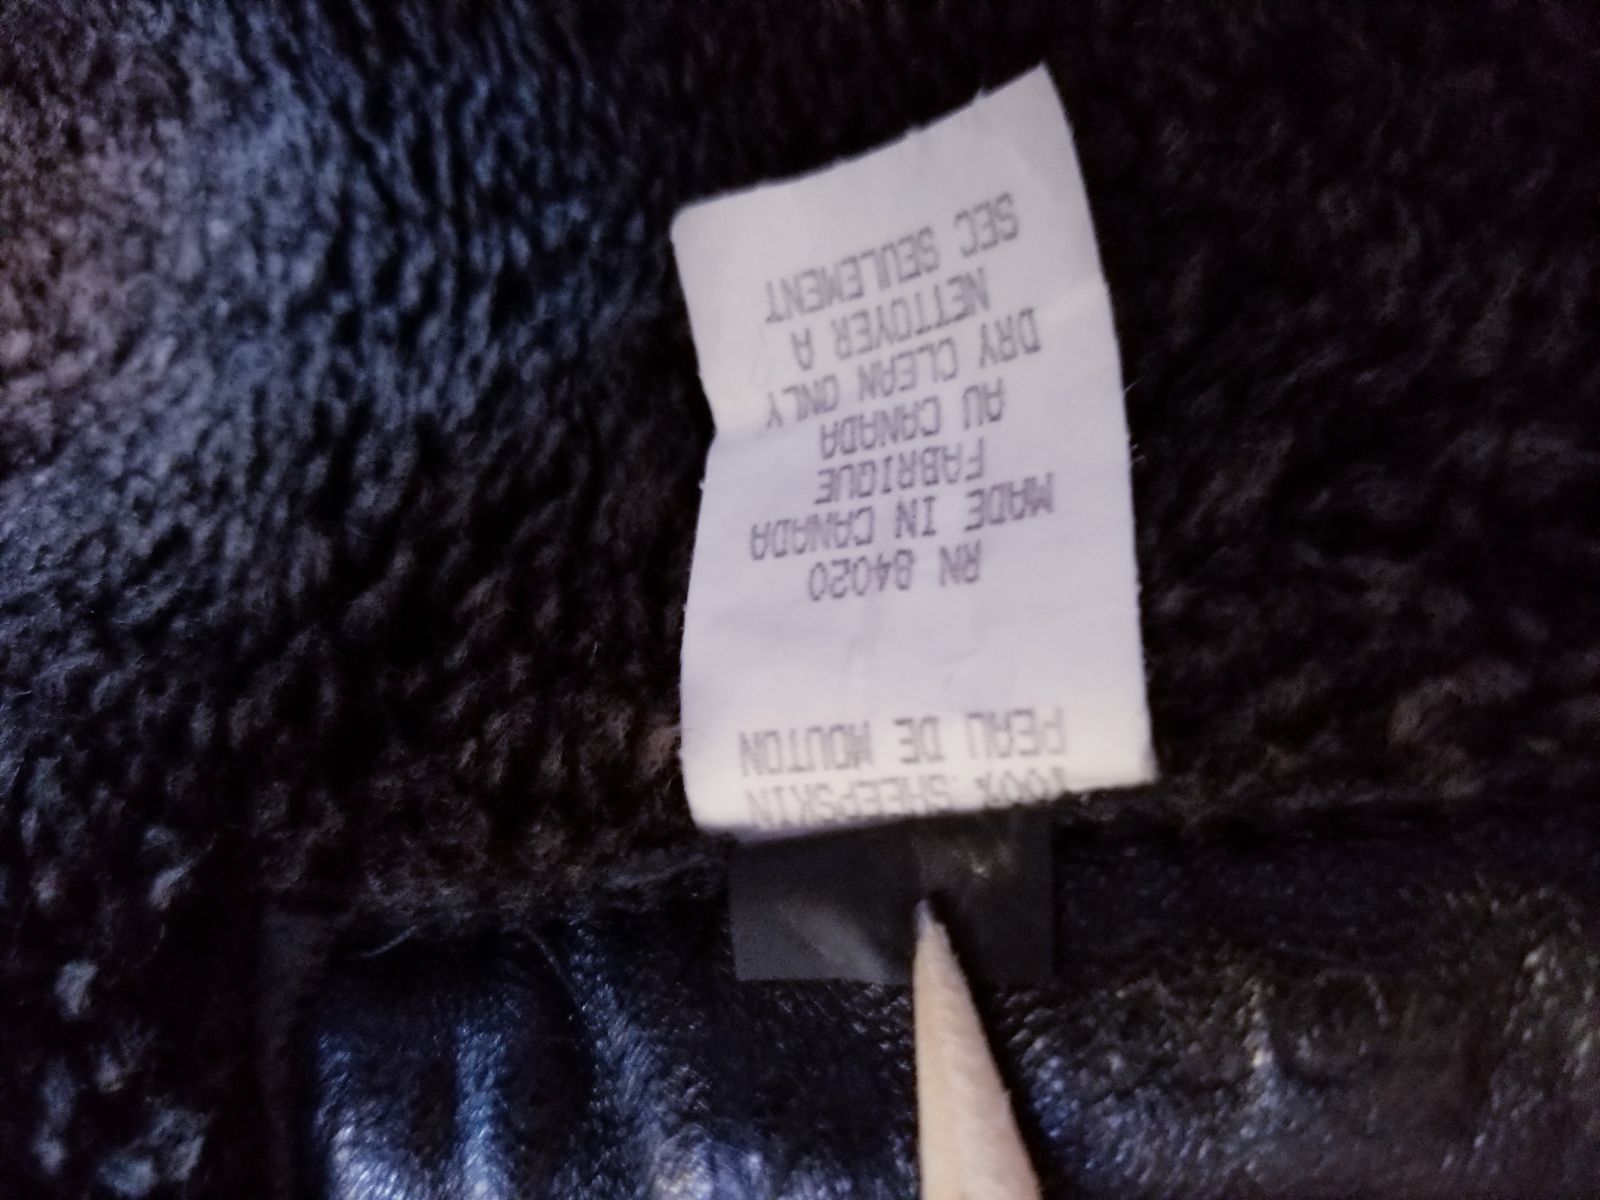 100% SHEEPSKIN
PEAU DE MOUTON
RN 84020
MADE IN CANADA
FABRIQUE
AU CANADA
DRY CLEAN ONLY
NETTOYER A
SEC SEULEMENT